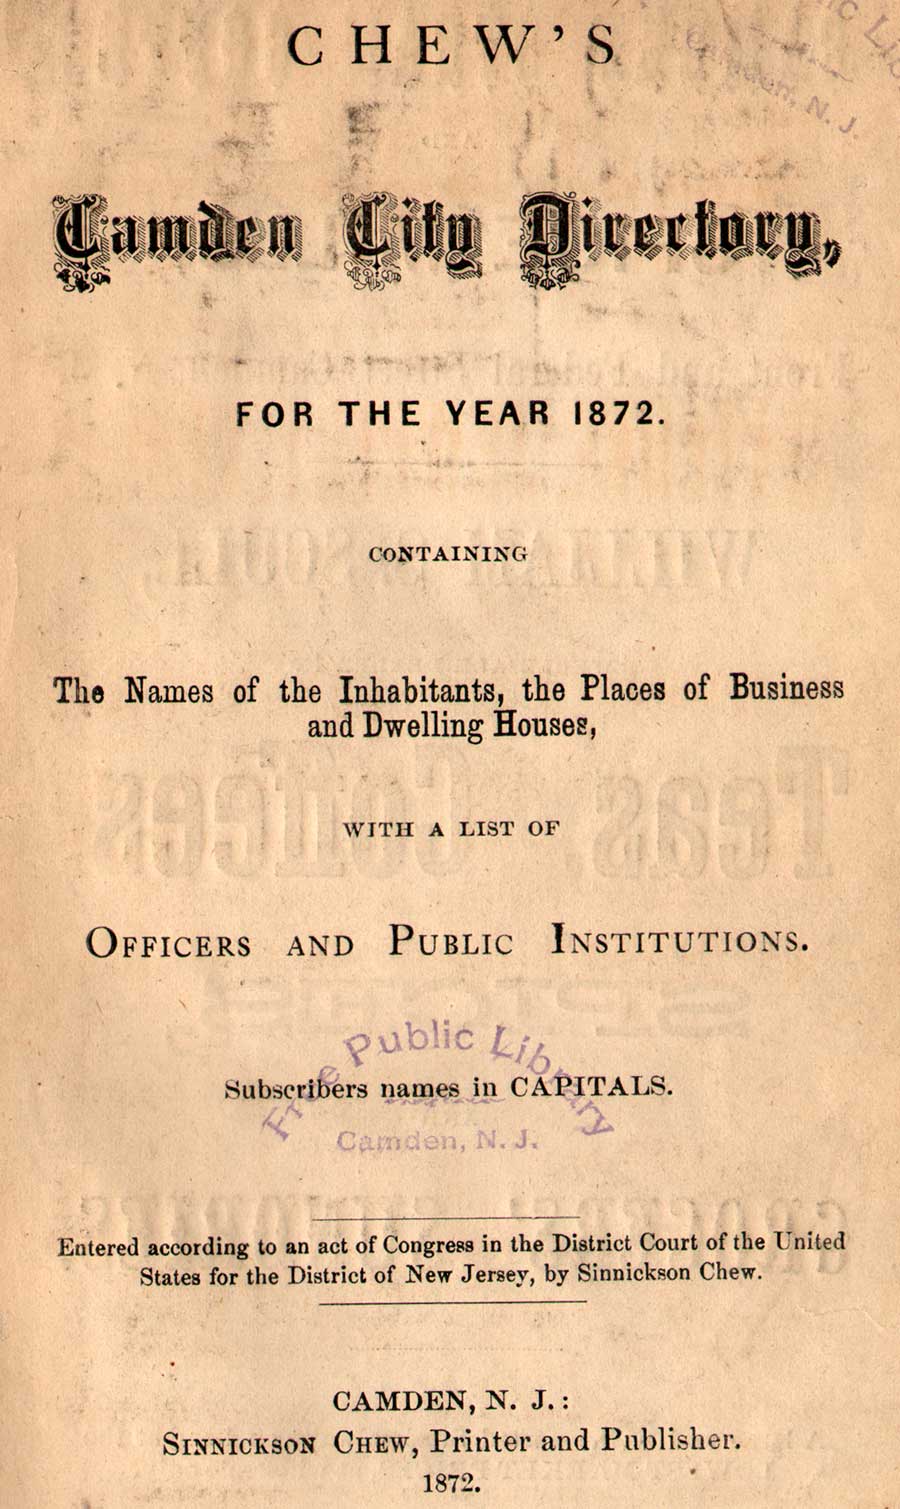 CHEW'S
Camden City Directory,
FOR THE YEAR 1872.
CONTAINING
The Names of the Inhabitants, the Places of Business
and Dwelling Houses,
WITH A LIST OF
OFFICERS AND PUBLIC INSTITUTIONS.
Free Public Library
Subscribers names in CAPITALS.
Camden, N. J.
Entered according to an act of Congress in the District Court of the United
States for the District of New Jersey, by Sinnickson Chew.
CAMDEN, N. J.:
SINNICKSON CHEW, Printer and Publisher.
1872.